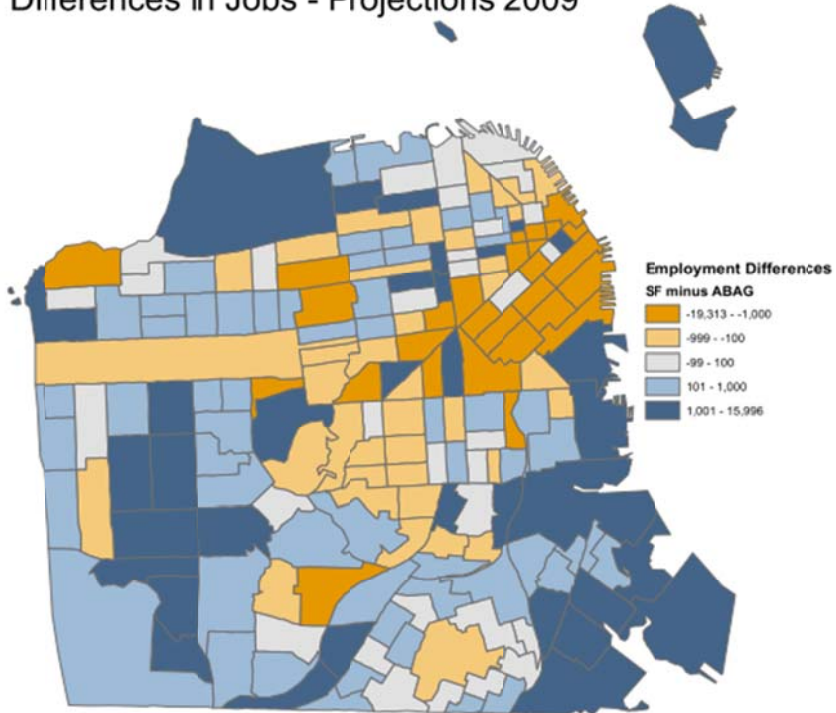 Differences in Jobs - Projections 2009
Employment Differences
SF minus ABAG
-19,313 - -1,000
-999 - -100
-99 - 100
101 - 1,000
1,001 - 15,996